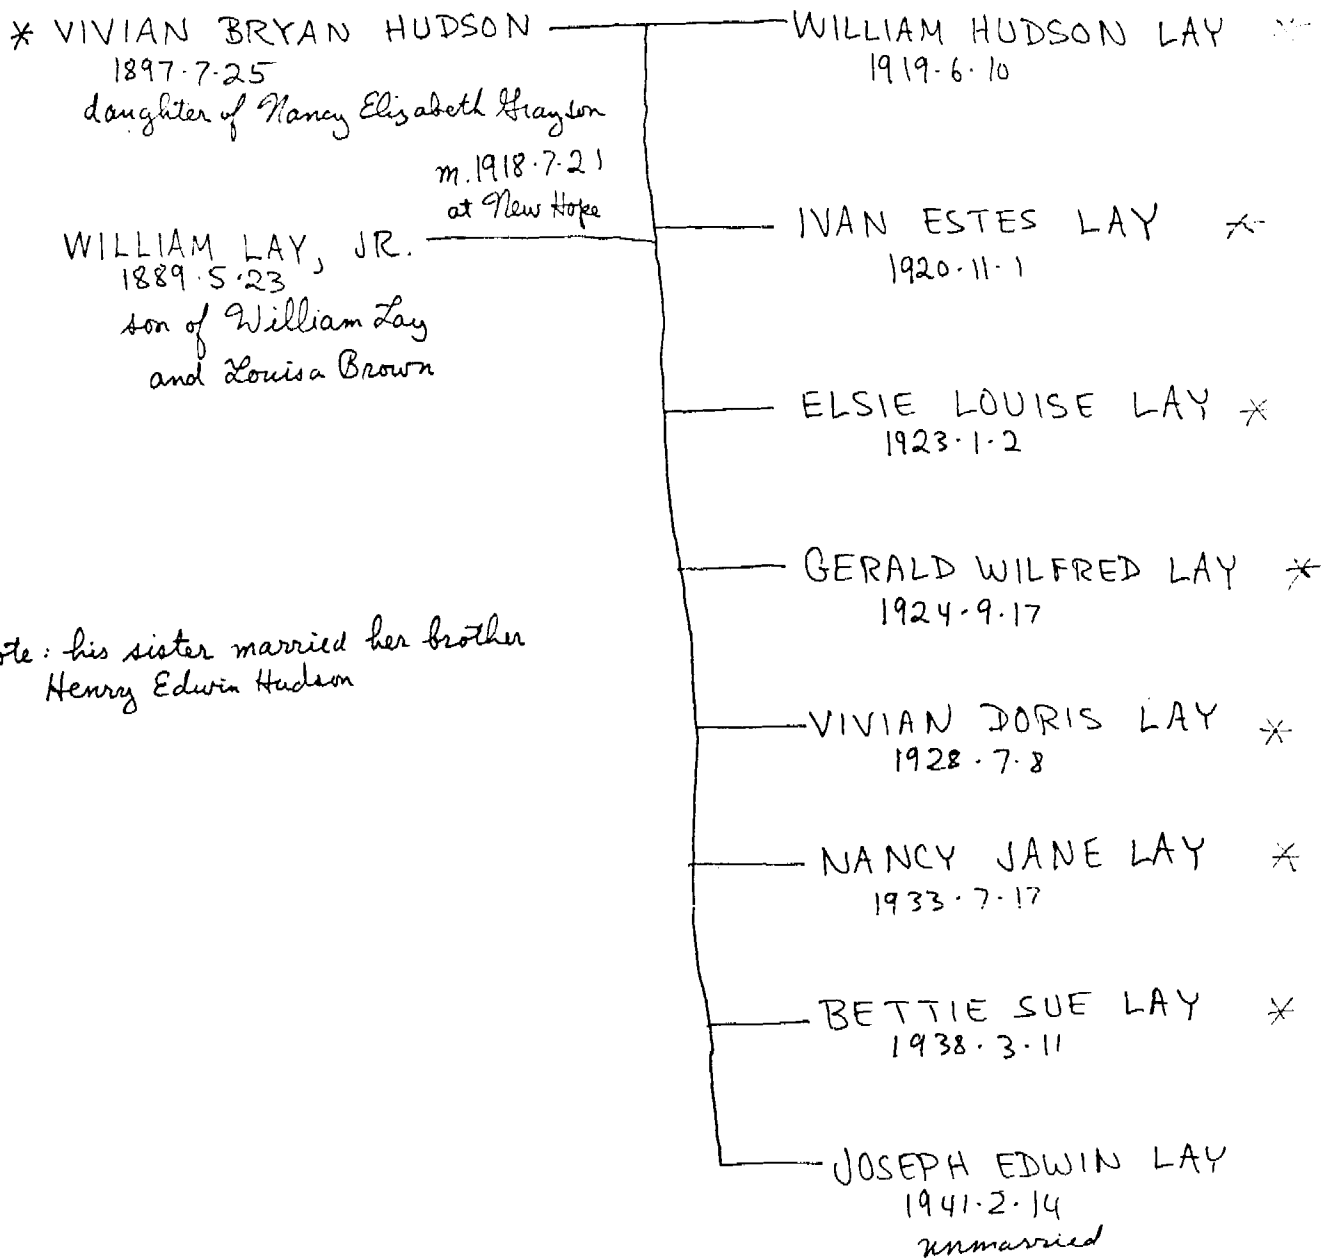 * VIVIAN BRYAN HUDSON
1897·7·25
daughter of Nancy Elizabeth Grayson
m. 1918·7·21
at New Hope
WILLIAM LAY, JR.
1889·5·23
son of William Lay
and Louisa Brown
ote: his sister married her brother
Henry Edwin Hudson
WILLIAM HUDSON LAY *
1919·6·10
IVAN ESTES LAY *
1920·11·1
ELSIE LOUISE LAY *
1923·1·2
GERALD WILFRED LAY *
1924·9·17
VIVIAN DORIS LAY *
1928·7·8
NANCY JANE LAY *
1933·7·17
BETTIE SUE LAY *
1938·3·11
JOSEPH EDWIN LAY
1941·2·14
unmarried